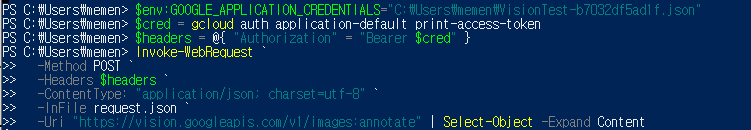 PS C:₩Users₩memen> $env:GOOGLE_APPLICATION_CREDENTIALS="C:₩Users₩memen₩VisionTest-b7032df5ad1f.json"
PS C:₩Users₩memen> $cred = gcloud auth application-default print-access-token
PS C:₩Users₩memen> $headers = @{ "Authorization" = "Bearer $cred" }
PS C:₩Users₩memen> Invoke-WebRequest `
>>   -Method POST `
>>   -Headers $headers `
>>   -ContentType: "application/json; charset=utf-8" `
>>   -InFile request.json `
>>   -Uri "https://vision.googleapis.com/v1/images:annotate" | Select-Object -Expand Content